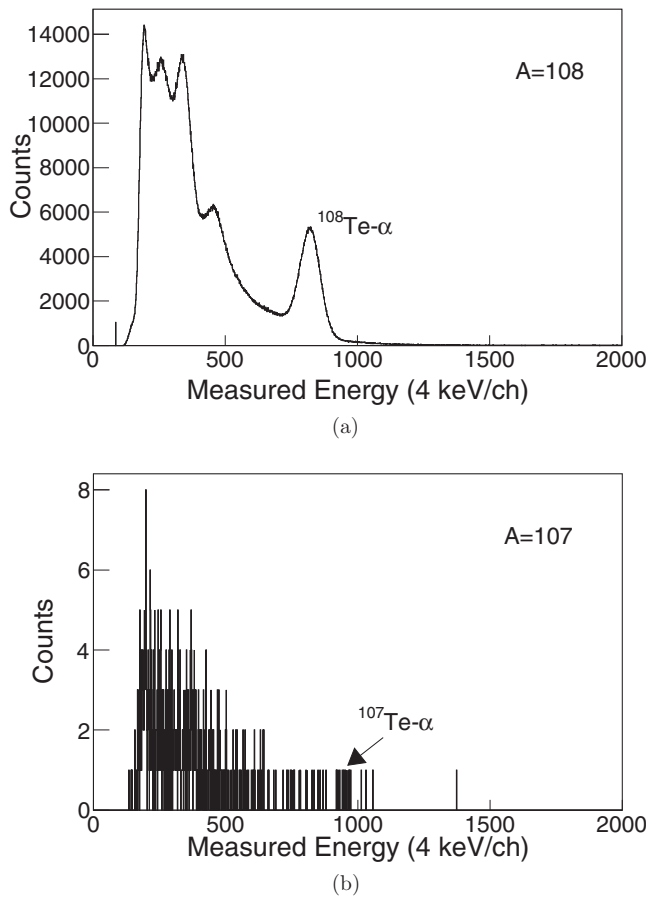 14000
12000
10000
8000
6000
4000
2000
0
Counts
A=108
¹⁰⁸Te-α
0 500 1000 1500 2000
Measured Energy (4 keV/ch)
(a)
8
6
4
2
0
Counts
A=107
¹⁰⁷Te-α
0 500 1000 1500 2000
Measured Energy (4 keV/ch)
(b)